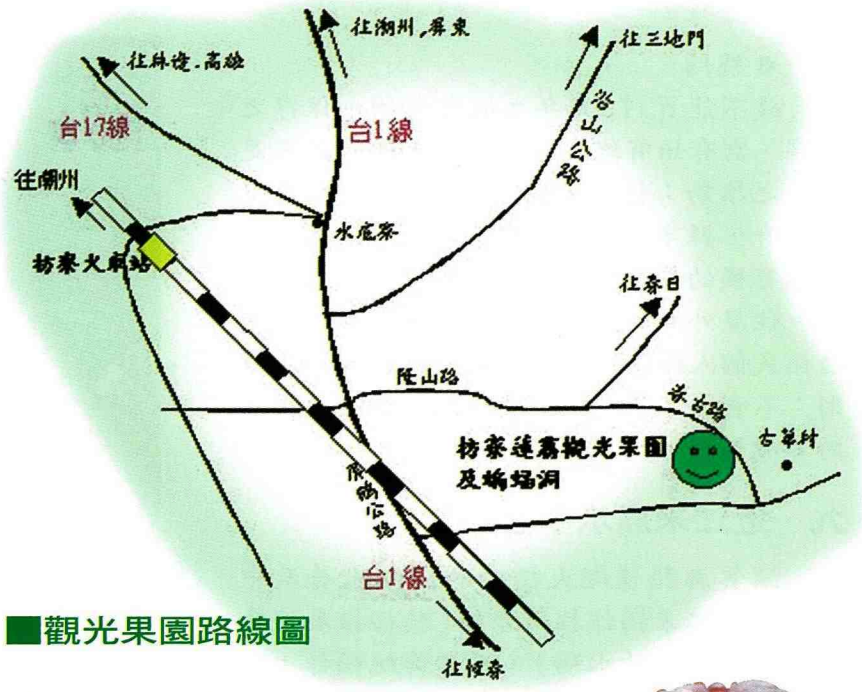 往潮州,屏東
往三地門
往林邊.高雄
台17線
台1線
沿山公路
往潮州
水底寮
枋寮火車站
往春日
隆山路
古華村
枋寮蓮霧觀光果園
及蝙蝠洞
屏鵝公路
台1線
■觀光果園路線圖
往恆春